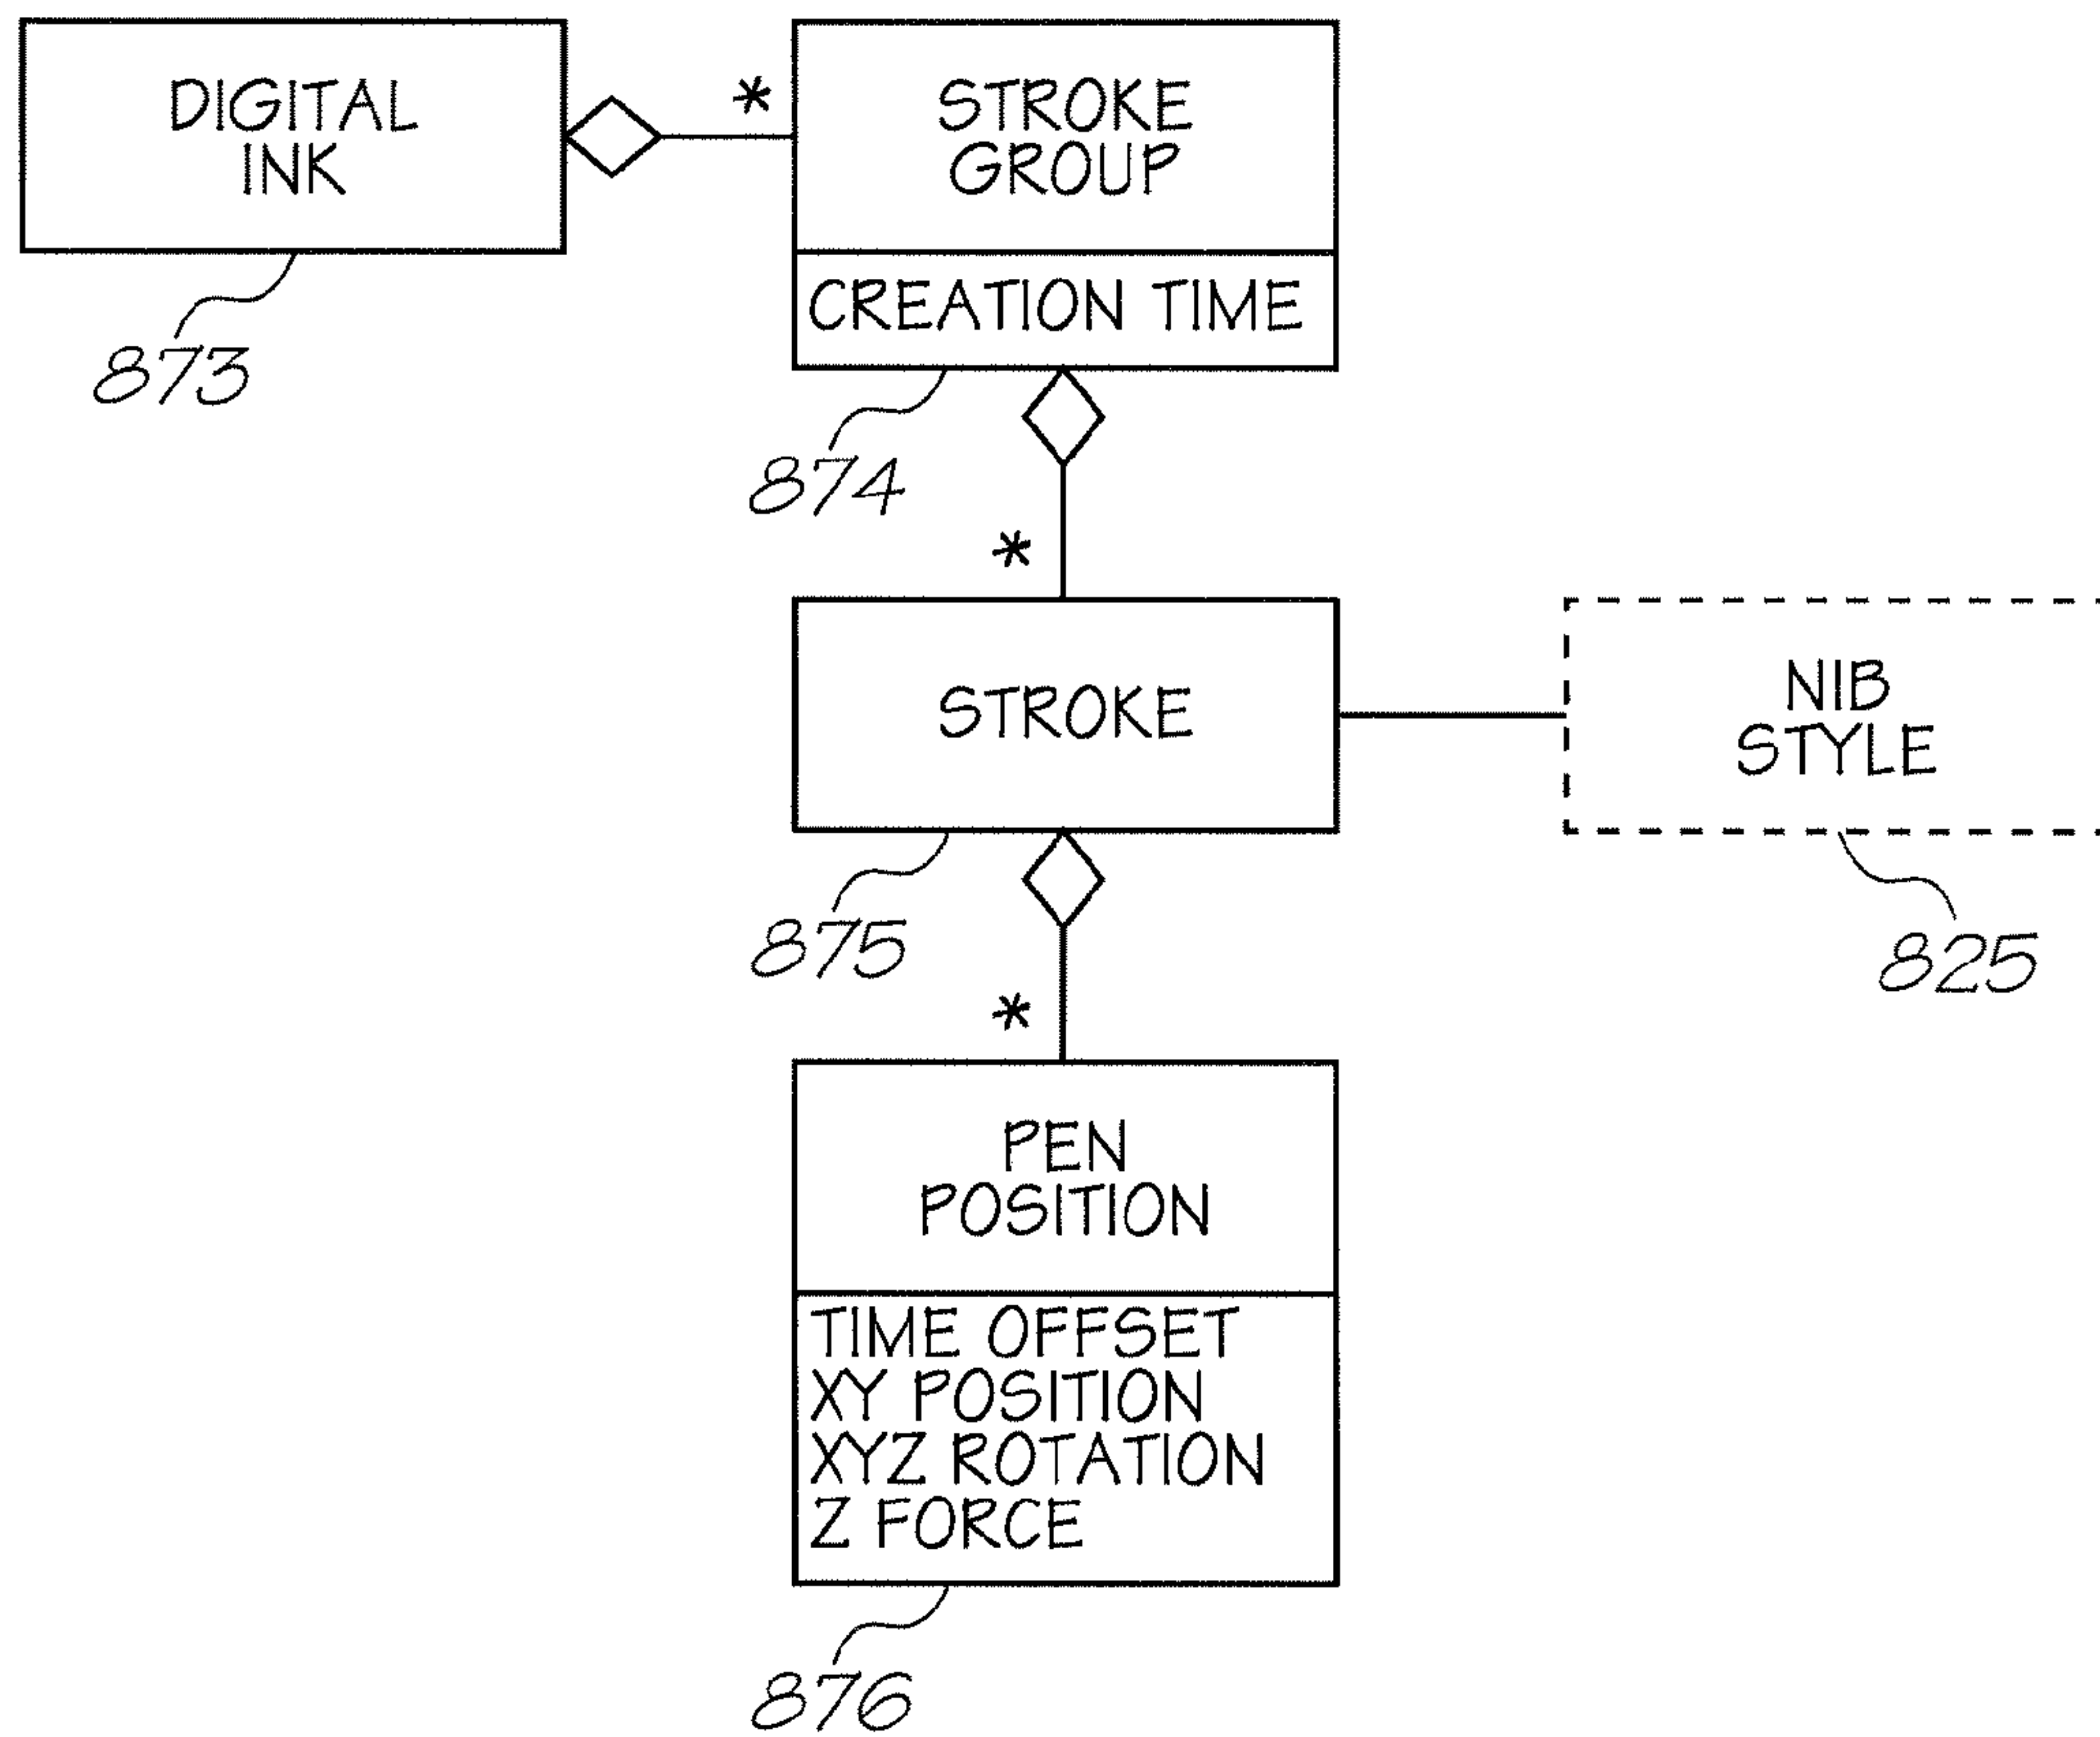 DIGITAL
INK
873
*
STROKE
GROUP
CREATION TIME
874
*
STROKE
875
NIB
STYLE
825
*
PEN
POSITION
TIME OFFSET
XY POSITION
XYZ ROTATION
Z FORCE
876